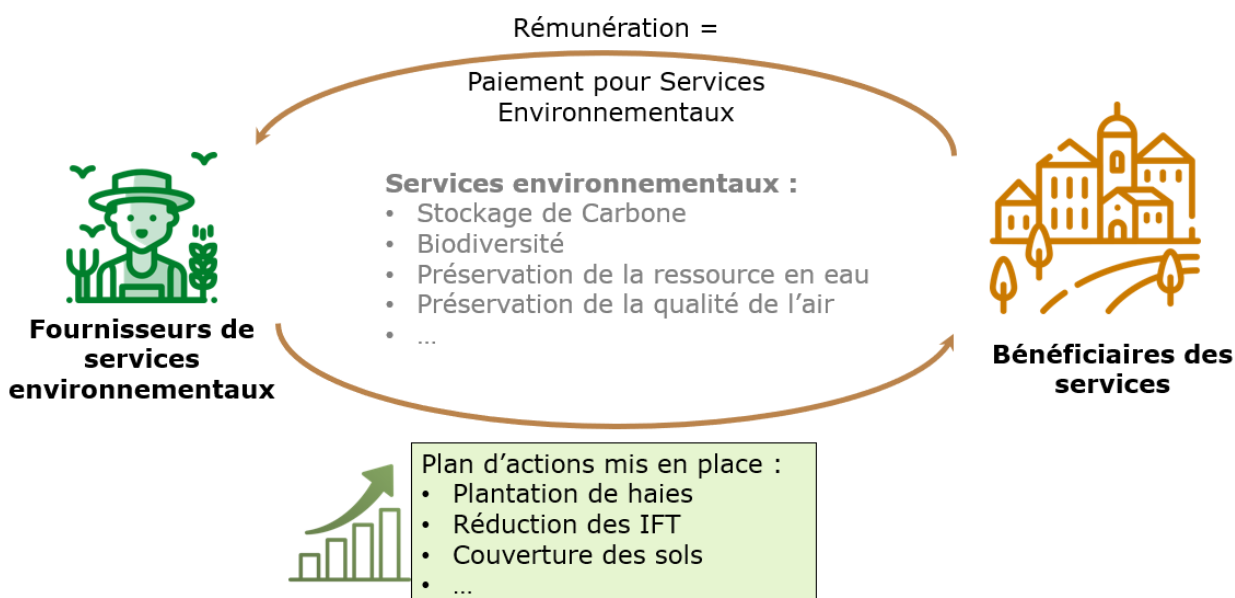 Rémunération =
Paiement pour Services
Environnementaux
Services environnementaux :
• Stockage de Carbone
• Biodiversité
• Préservation de la ressource en eau
• Préservation de la qualité de l’air
• ...
Fournisseurs de
services
environnementaux
Bénéficiaires des
services
Plan d’actions mis en place :
• Plantation de haies
• Réduction des IFT
• Couverture des sols
• ...